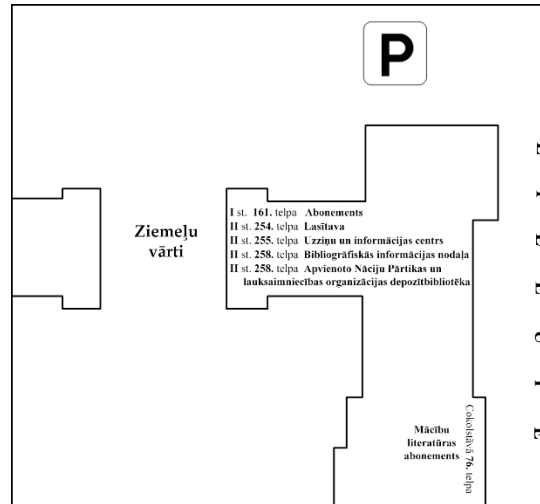 P
Ziemeļu
vārti
I st. 161. telpa Abonements
II st. 254. telpa Lasītava
II st. 255. telpa Uzziņu un informācijas centrs
II st. 258. telpa Bibliogrāfiskās informācijas nodaļa
II st. 258. telpa Apvienoto Nāciju Pārtikas un
lauksaimniecības organizācijas depozītbibliotēka
Mācību
literatūras
abonements
Cokolstāvā 76. telpa